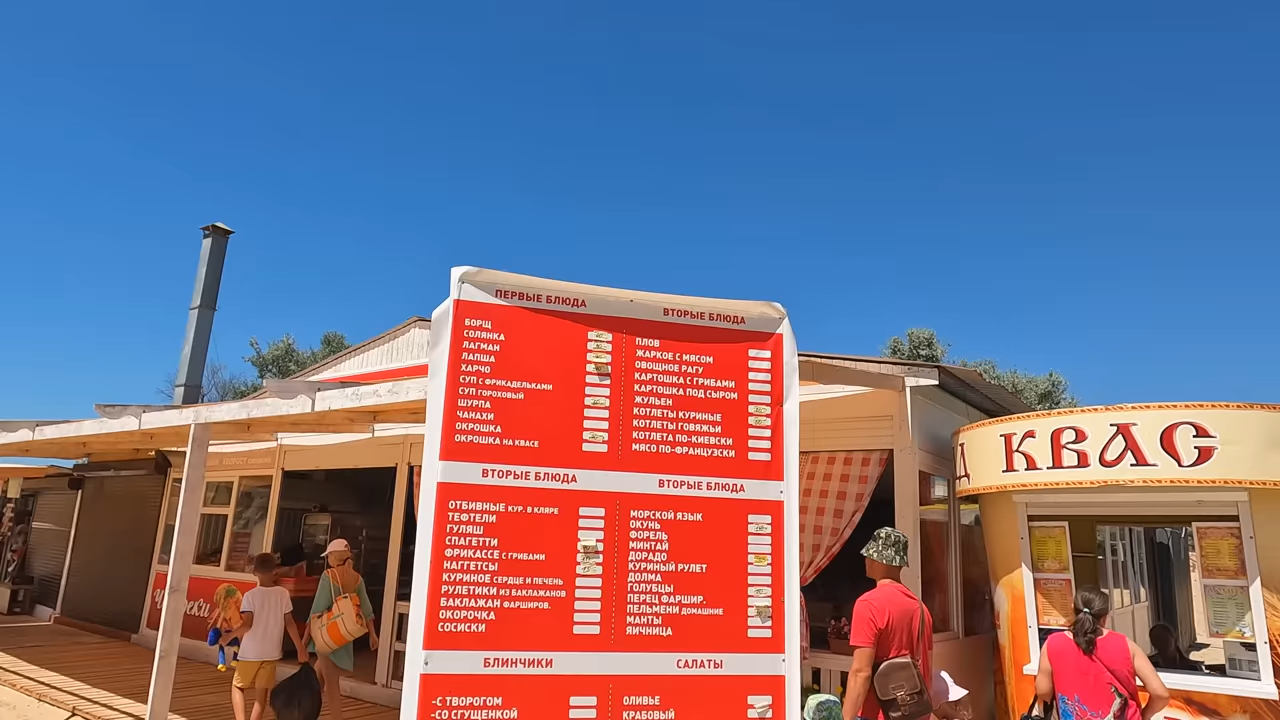 ПЕРВЫЕ БЛЮДА
БОРЩ
СОЛЯНКА
ЛАГМАН
ЛАПША
ХАРЧО
СУП С ФРИКАДЕЛЬКАМИ
СУП ГОРОХОВЫЙ
ШУРПА
ЧАНАХИ
ОКРОШКА
ОКРОШКА НА КВАСЕ
ВТОРЫЕ БЛЮДА
ПЛОВ
ЖАРКОЕ С МЯСОМ
ОВОЩНОЕ РАГУ
КАРТОШКА С ГРИБАМИ
КАРТОШКА ПОД СЫРОМ
ЖУЛЬЕН
КОТЛЕТЫ КУРИНЫЕ
КОТЛЕТЫ ГОВЯЖЬИ
КОТЛЕТА ПО-КИЕВСКИ
МЯСО ПО-ФРАНЦУЗСКИ
ВТОРЫЕ БЛЮДА
ОТБИВНЫЕ КУР. В КЛЯРЕ
ТЕФТЕЛИ
ГУЛЯШ
СПАГЕТТИ
ФРИКАССЕ С ГРИБАМИ
НАГГЕТСЫ
КУРИНОЕ СЕРДЦЕ И ПЕЧЕНЬ
РУЛЕТИКИ ИЗ БАКЛАЖАНОВ
БАКЛАЖАН ФАРШИРОВ.
ОКОРОЧКА
СОСИСКИ
ВТОРЫЕ БЛЮДА
МОРСКОЙ ЯЗЫК
ОКУНЬ
ФОРЕЛЬ
МИНТАЙ
ДОРАДО
КУРИНЫЙ РУЛЕТ
ДОЛМА
ГОЛУБЦЫ
ПЕРЕЦ ФАРШИР.
ПЕЛЬМЕНИ ДОМАШНИЕ
МАНТЫ
ЯИЧНИЦА
БЛИНЧИКИ
-С ТВОРОГОМ
-СО СГУЩЕНКОЙ
САЛАТЫ
ОЛИВЬЕ
КРАБОВЫЙ
КВАС